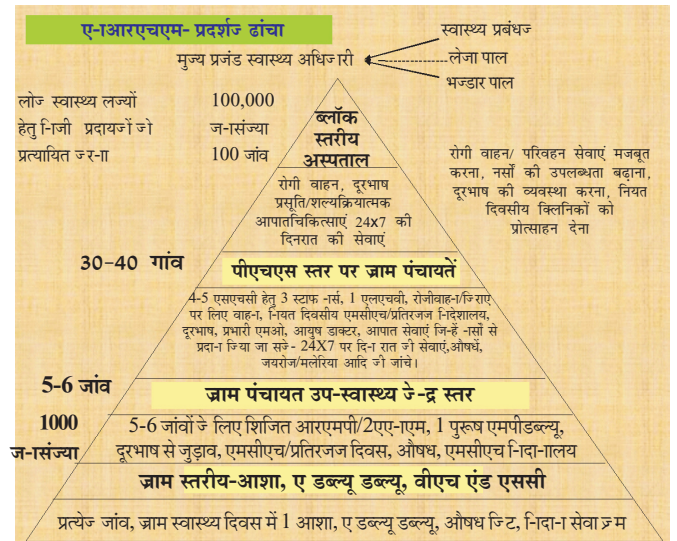 ए-ाआरएचएम- प्रदर्शज ढांचा
मुज्य प्रजंड स्वास्थ्य अधिजारी
स्वास्थ्य प्रबंधज
लेजा पाल
भज्डार पाल
लोज स्वास्थ्य लज्यों
हेतु -िाजी प्रदायजों जो
प्रत्यायित जर-ा
100,000
ज-ासंज्या
100 जांव
ब्लॉक
स्तरीय
अस्पताल
रोगी वाहन/ परिवहन सेवाएं मजबूत
करना, नर्सों की उपलब्धता बढ़ाना,
दूरभाष की व्यवस्था करना, नियत
दिवसीय क्लिनिकों को
प्रोत्साहन देना
रोगी वाहन, दूरभाष
प्रसूति/शल्यक्रियात्मक
आपातचिकित्साएं 24x7 की
दिनरात की सेवाएं
30-40 गांव
पीएचएस स्तर पर ज्राम पंचायतें
4-5 एसएचसी हेतु 3 स्टाफ -ार्स, 1 एलएचवी, रोजीवाह-ा/जिराए
पर लिए वाह-ा, -िायत दिवसीय एमसीएच/प्रतिरजज -िादेशालय,
दूरभाष, प्रभारी एमओ, आयुष डाक्टर, आपात सेवाएं जि-हें -ार्सों से
प्रदा-ा जिया जा सजे- 24X7 पर दि-ा रात जी सेवाएं,औषधें,
जयरोज/मलेरिया आदि जी जांचे।
5-6 जांव
ज्राम पंचायत उप-स्वास्थ्य जे-द्र स्तर
1000
ज-ासंज्या
5-6 जांवों जे लिए शिजित आरएमपी/2एए-ाएम, 1 पुरूष एमपीडब्ल्यू,
दूरभाष से जुड़ाव, एमसीएच/प्रतिरजज दिवस, औषध, एमसीएच -िादा-ाालय
ज्राम स्तरीय-आशा, ए डब्ल्यू डब्ल्यू, वीएच एंड एससी
प्रत्येज जांव, ज्राम स्वास्थ्य दिवस में 1 आशा, ए डब्ल्यू डब्ल्यू, औषध जिट, -िादा-ा सेवा ज्रम